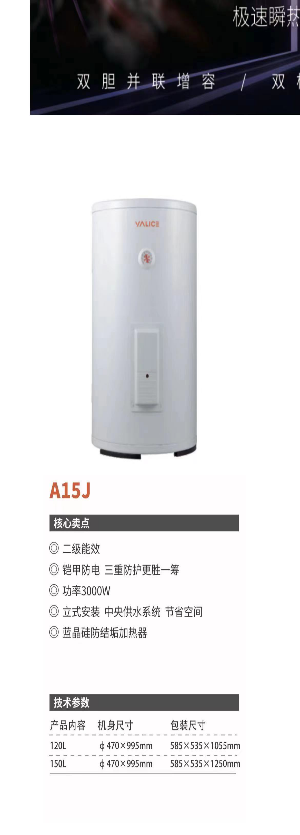 极速瞬热
双胆并联增容 / 双
VALICE
A15J
核心卖点
◎ 二级能效
◎ 铠甲防电 三重防护更胜一筹
◎ 功率3000W
◎ 立式安装 中央供水系统 节省空间
◎ 蓝晶硅防结垢加热器
技术参数
产品内容 机身尺寸 包装尺寸
120L ¢470×995mm 585×535×1055mm
150L ¢470×995mm 585×535×1250mm